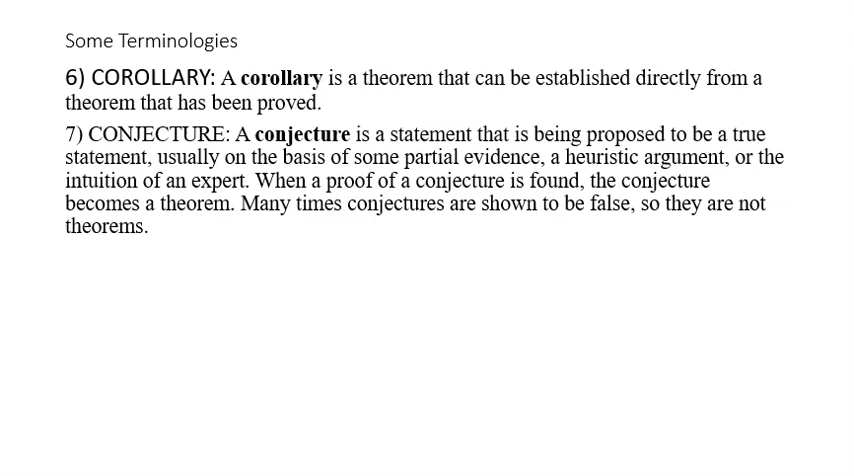 Some Terminologies
6) COROLLARY: A corollary is a theorem that can be established directly from a
theorem that has been proved.
7) CONJECTURE: A conjecture is a statement that is being proposed to be a true
statement, usually on the basis of some partial evidence, a heuristic argument, or the
intuition of an expert. When a proof of a conjecture is found, the conjecture
becomes a theorem. Many times conjectures are shown to be false, so they are not
theorems.